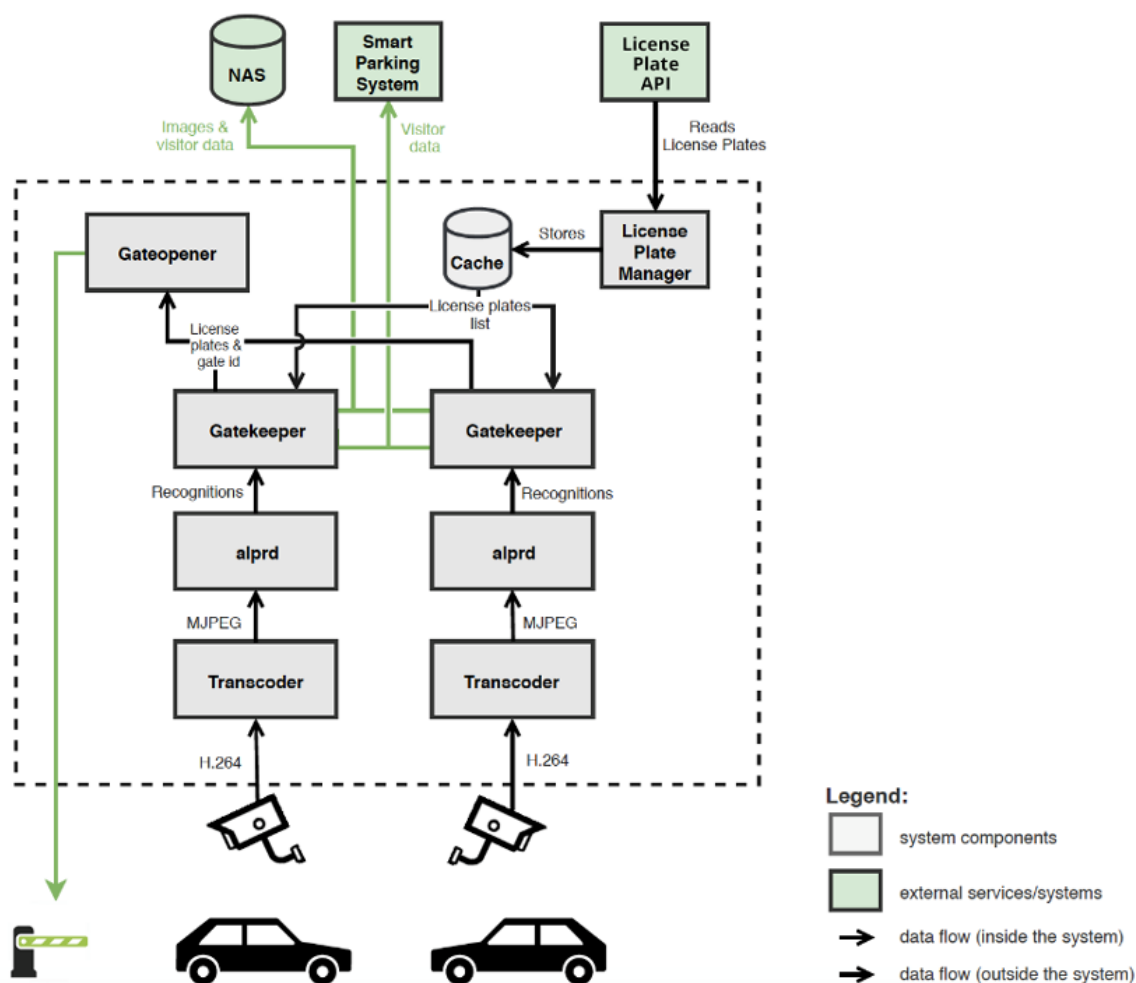 NAS
Smart
Parking
System
License
Plate
API
Images &
visitor data
Visitor
data
Reads
License Plates
Gateopener
Cache
Stores
License
Plate
Manager
License plates
list
License
plates &
gate id
Gatekeeper
Gatekeeper
Recognitions
Recognitions
alprd
alprd
MJPEG
MJPEG
Transcoder
Transcoder
H.264
H.264
Legend:
system components
external services/systems
data flow (inside the system)
data flow (outside the system)